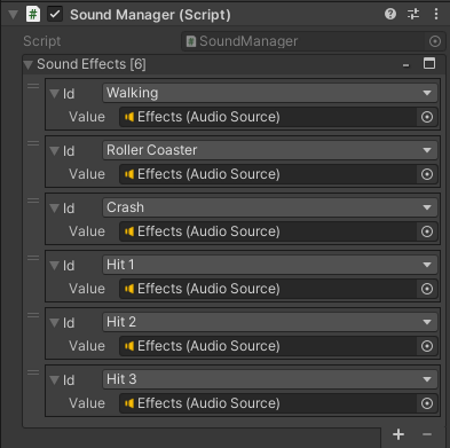 Sound Manager (Script)
Script SoundManager
Sound Effects [6]
Id Walking
Value Effects (Audio Source)
Id Roller Coaster
Value Effects (Audio Source)
Id Crash
Value Effects (Audio Source)
Id Hit 1
Value Effects (Audio Source)
Id Hit 2
Value Effects (Audio Source)
Id Hit 3
Value Effects (Audio Source)